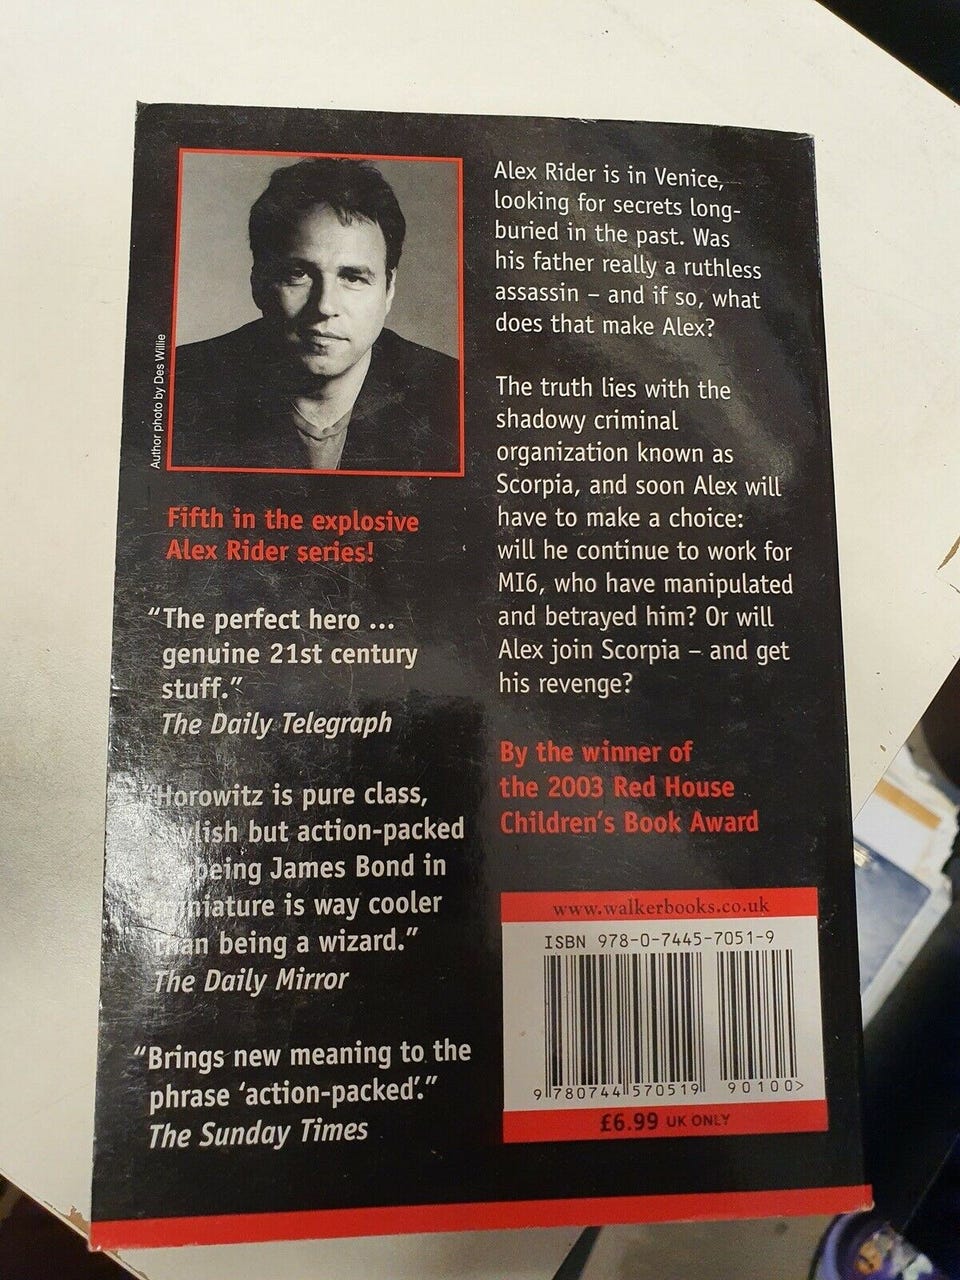 Author photo by Des Willie
Fifth in the explosive
Alex Rider series!
“The perfect hero ...
genuine 21st century
stuff.”
The Daily Telegraph
“Horowitz is pure class,
stylish but action-packed
being James Bond in
miniature is way cooler
than being a wizard.”
The Daily Mirror
“Brings new meaning to the
phrase ‘action-packed’.”
The Sunday Times
Alex Rider is in Venice,
looking for secrets long-
buried in the past. Was
his father really a ruthless
assassin – and if so, what
does that make Alex?
The truth lies with the
shadowy criminal
organization known as
Scorpia, and soon Alex will
have to make a choice:
will he continue to work for
MI6, who have manipulated
and betrayed him? Or will
Alex join Scorpia – and get
his revenge?
By the winner of
the 2003 Red House
Children’s Book Award
www.walkerbooks.co.uk
ISBN 978-0-7445-7051-9
9 780744 570519 90100>
£6.99 UK ONLY